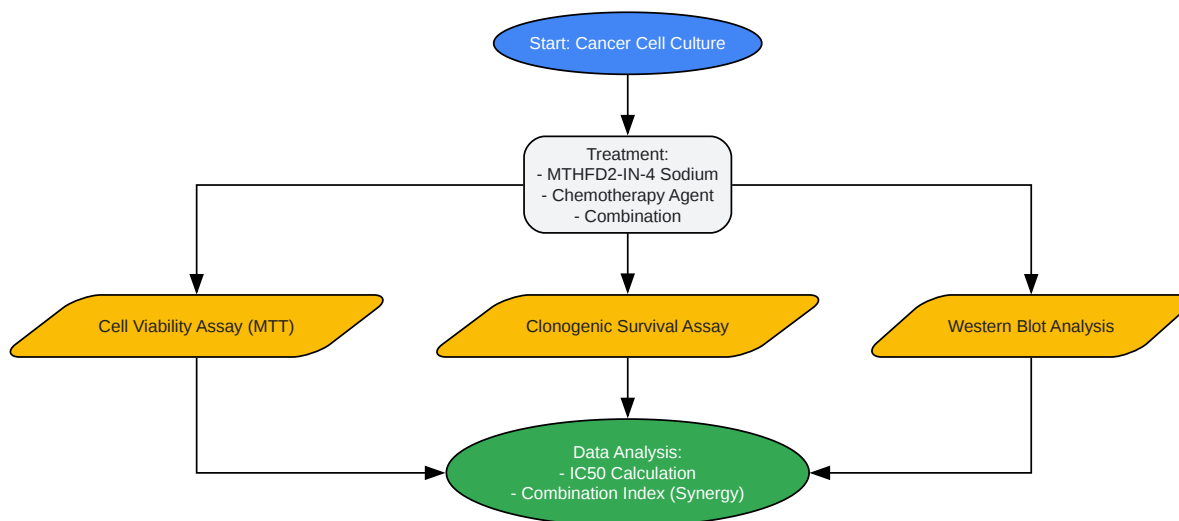 Start: Cancer Cell Culture
Treatment:
- MTHFD2-IN-4 Sodium
- Chemotherapy Agent
- Combination
Cell Viability Assay (MTT)
Clonogenic Survival Assay
Western Blot Analysis
Data Analysis:
- IC50 Calculation
- Combination Index (Synergy)